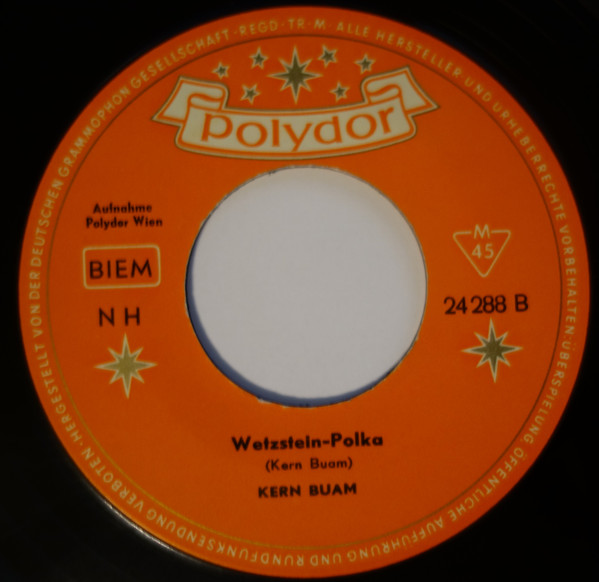 HERGESTELLT VON DER DEUTSCHEN GRAMMOPHON GESELLSCHAFT · REGD · TR · M · ALLE HERSTELLER- UND URHEBERRECHTE VORBEHALTEN · ÜBERSPIELUNG ÖFFENTLICHE AUFFÜHRUNG UND RUNDFUNKSENDUNG VERBOTEN ·
polydor
Aufnahme
Polydor Wien
BIEM
NH
M
45
24 288 B
Wetzstein-Polka
(Kern Buam)
KERN BUAM